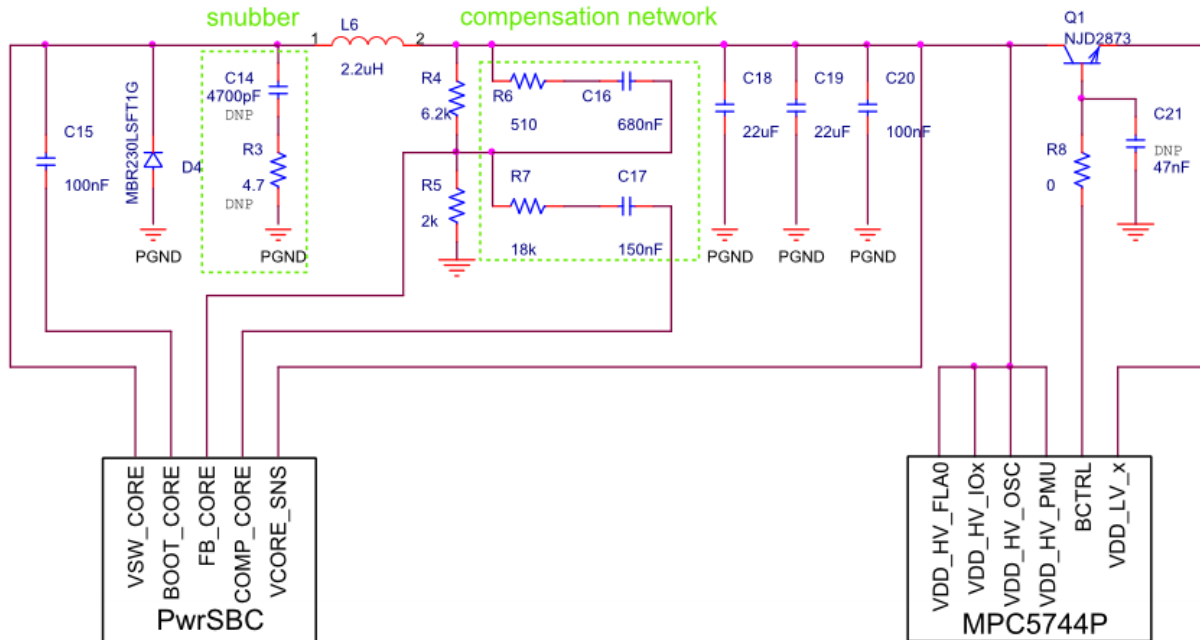 snubber
compensation network
Q1
NJD2873
L6
1
2
2.2uH
C14
4700pF
DNP
R4
6.2k
R6
510
C16
680nF
C18
22uF
C19
22uF
C20
100nF
C21
DNP
47nF
C15
100nF
MBR230LSFT1G
D4
R3
4.7
DNP
R8
0
R5
2k
R7
18k
C17
150nF
PGND
PGND
PGND
PGND
PGND
VSW_CORE
BOOT_CORE
FB_CORE
COMP_CORE
VCORE_SNS
PwrSBC
VDD_HV_FLA0
VDD_HV_IOx
VDD_HV_OSC
VDD_HV_PMU
BCTRL
VDD_LV_x
MPC5744P